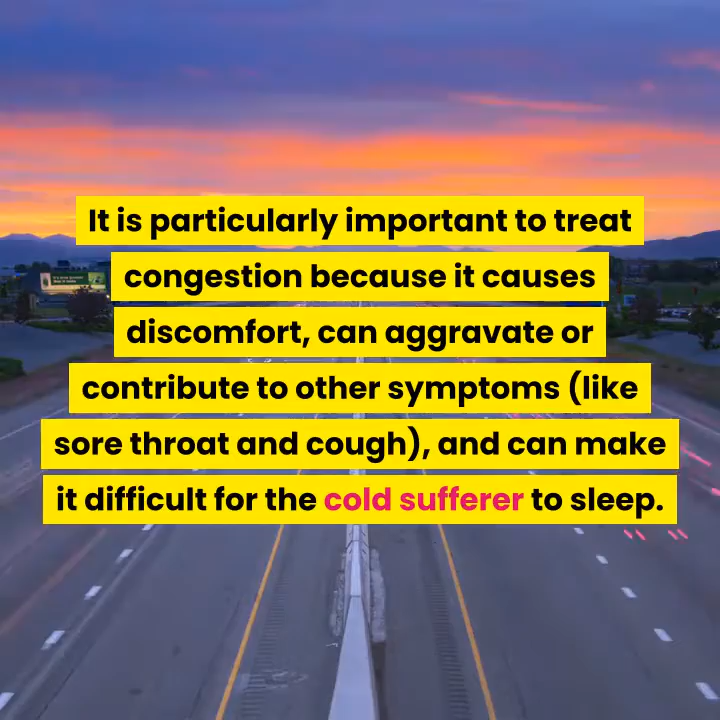 It is particularly important to treat
congestion because it causes
discomfort, can aggravate or
contribute to other symptoms (like
sore throat and cough), and can make
it difficult for the cold sufferer to sleep.